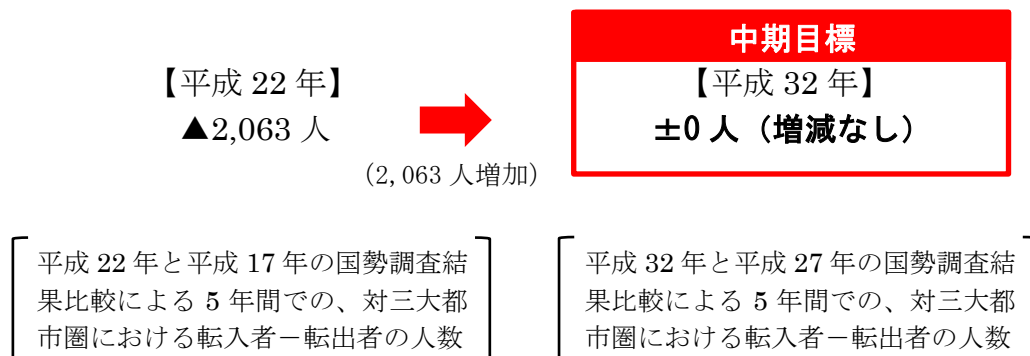 中期目標
【平成 22 年】
▲2,063 人
【平成 32 年】
±0 人（増減なし）
（2,063 人増加）
平成 22 年と平成 17 年の国勢調査結
果比較による 5 年間での、対三大都
市圏における転入者－転出者の人数
平成 32 年と平成 27 年の国勢調査結
果比較による 5 年間での、対三大都
市圏における転入者－転出者の人数